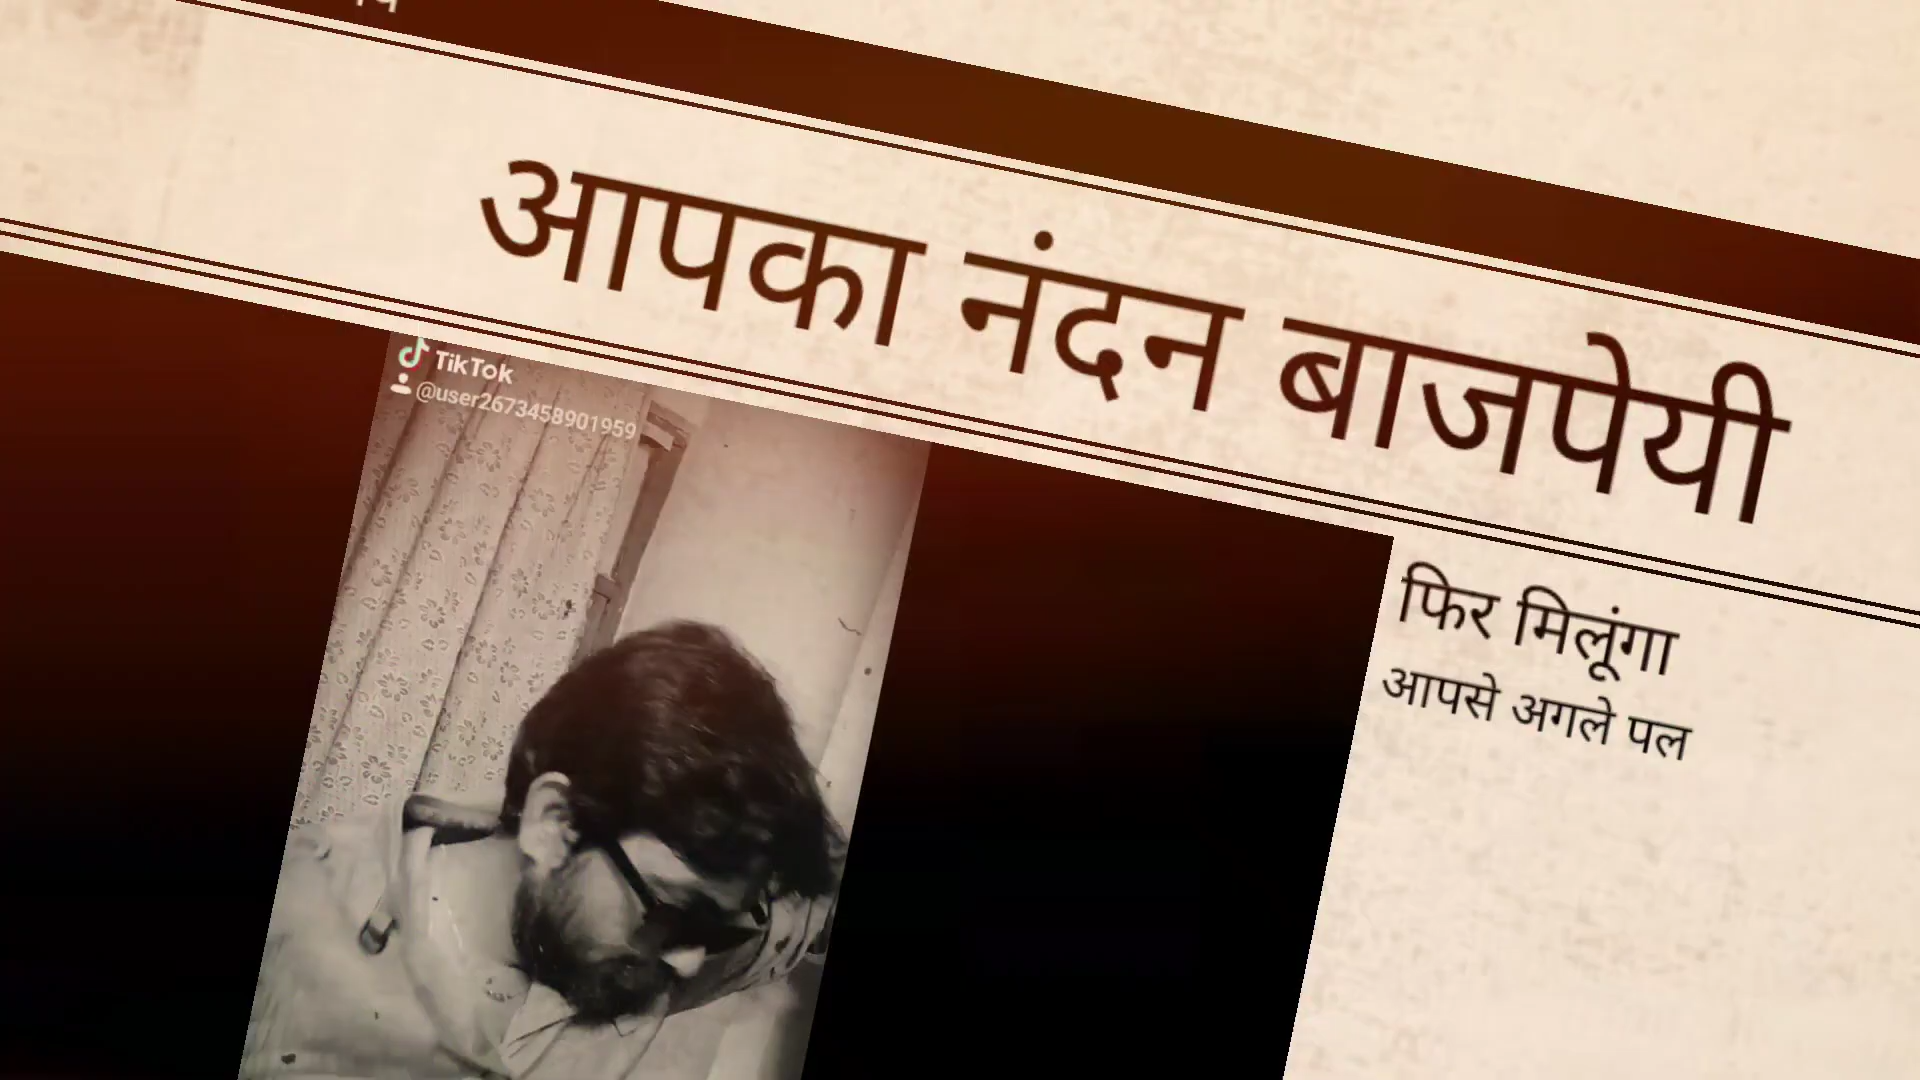 आपका नंदन बाजपेयी
TikTok
@user2673458901959
फिर मिलूंगा
आपसे अगले पल